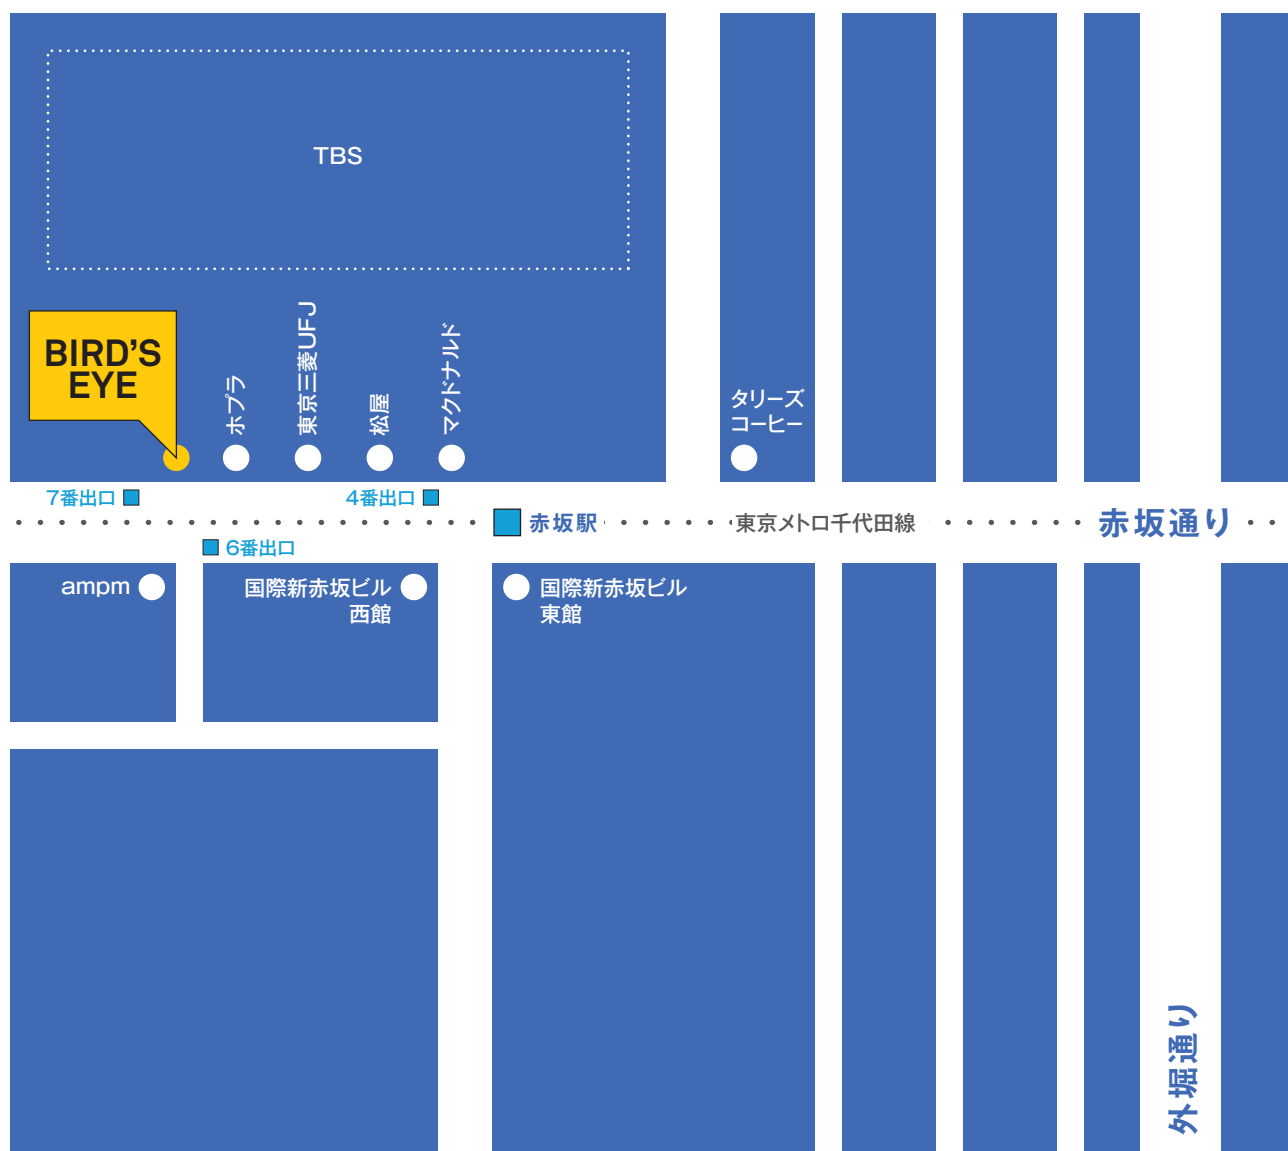 TBS
BIRD'S
EYE
ホプラ
東京三菱UFJ
松屋
マクドナルド
タリーズ
コーヒー
7番出口
4番出口
赤坂駅
東京メトロ千代田線
赤坂通り
6番出口
ampm
国際新赤坂ビル
西館
国際新赤坂ビル
東館
外堀通り